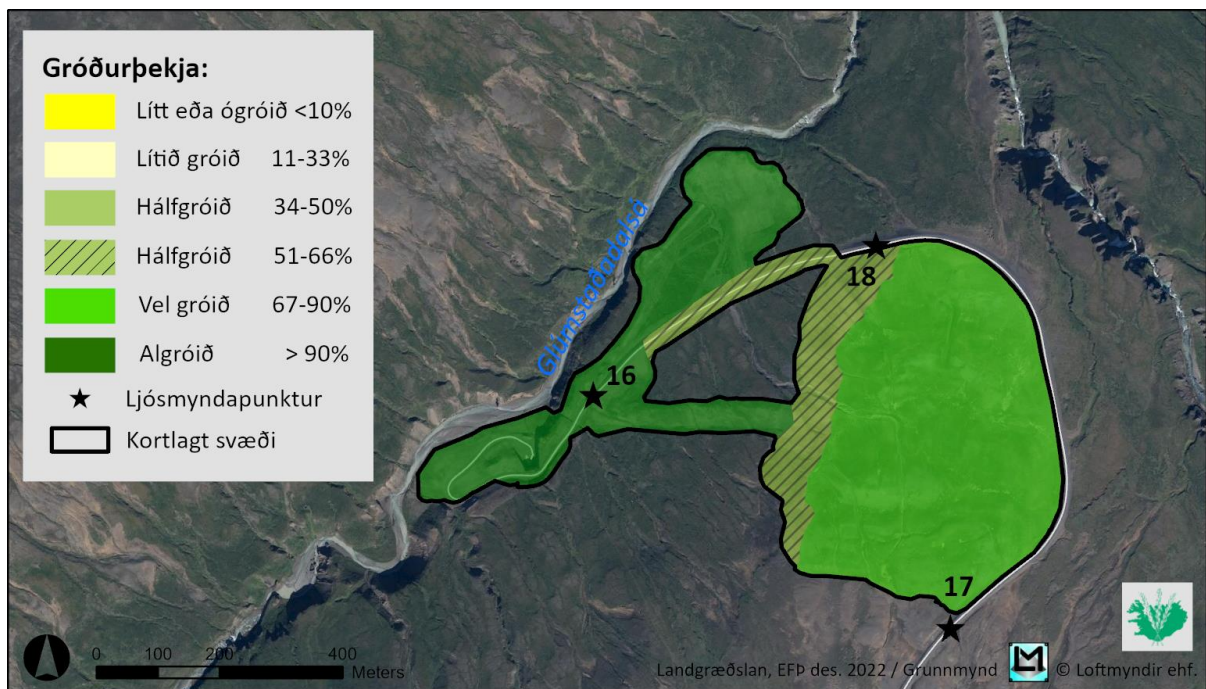 Gróðurþekja:
Lítt eða ógróið <10%
Lítið gróið 11-33%
Hálfgróið 34-50%
Hálfgróið 51-66%
Vel gróið 67-90%
Algróið > 90%
Ljósmyndapunktur
Kortlagt svæði
Glúmstaðadalsá
18
16
17
0 100 200 400
Meters
Landgræðslan, EFÞ des. 2022 / Grunnmynd © Loftmyndir ehf.